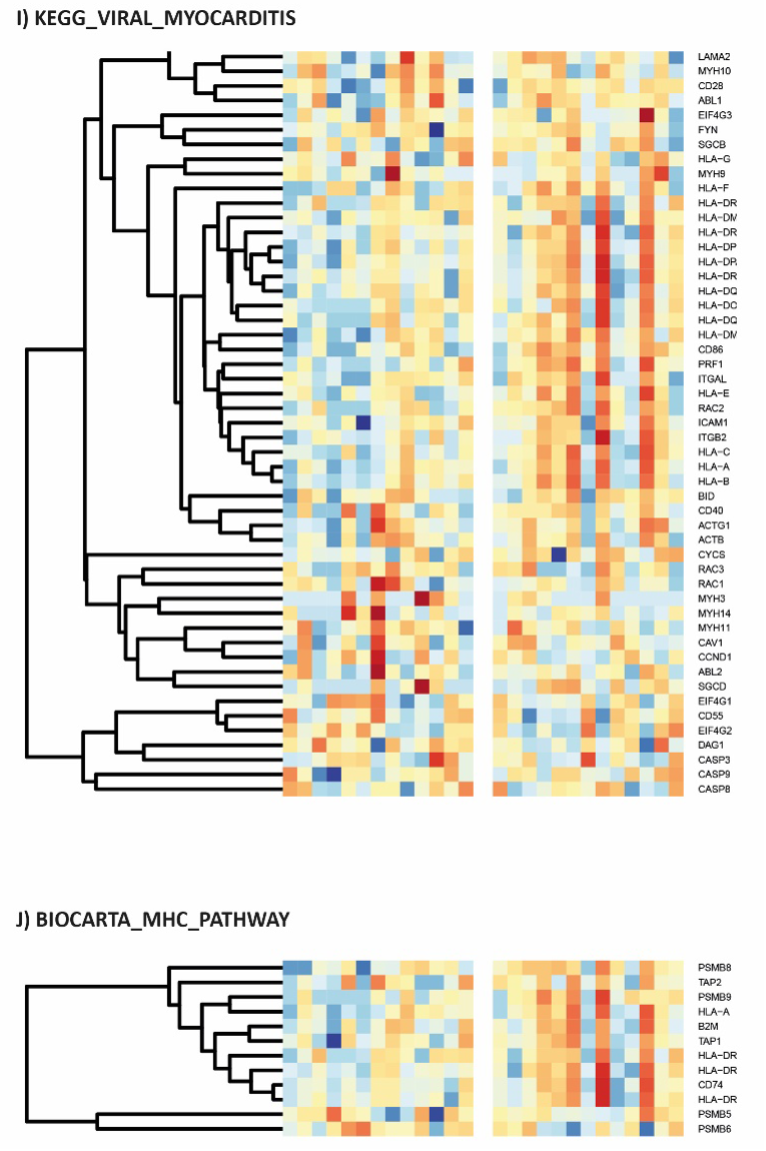 I) KEGG_VIRAL_MYOCARDITIS
LAMA2
MYH10
CD28
ABL1
EIF4G3
FYN
SGCB
HLA-G
MYH9
HLA-F
HLA-DR
HLA-DM
HLA-DR
HLA-DP
HLA-DP.
HLA-DR
HLA-DQ
HLA-DO
HLA-DQ
HLA-DM
CD86
PRF1
ITGAL
HLA-E
RAC2
ICAM1
ITGB2
HLA-C
HLA-A
HLA-B
BID
CD40
ACTG1
ACTB
CYCS
RAC3
RAC1
MYH3
MYH14
MYH11
CAV1
CCND1
ABL2
SGCD
EIF4G1
CD55
EIF4G2
DAG1
CASP3
CASP9
CASP8
J) BIOCARTA_MHC_PATHWAY
PSMB8
TAP2
PSMB9
HLA-A
B2M
TAP1
HLA-DR
HLA-DR
CD74
HLA-DR
PSMB5
PSMB6